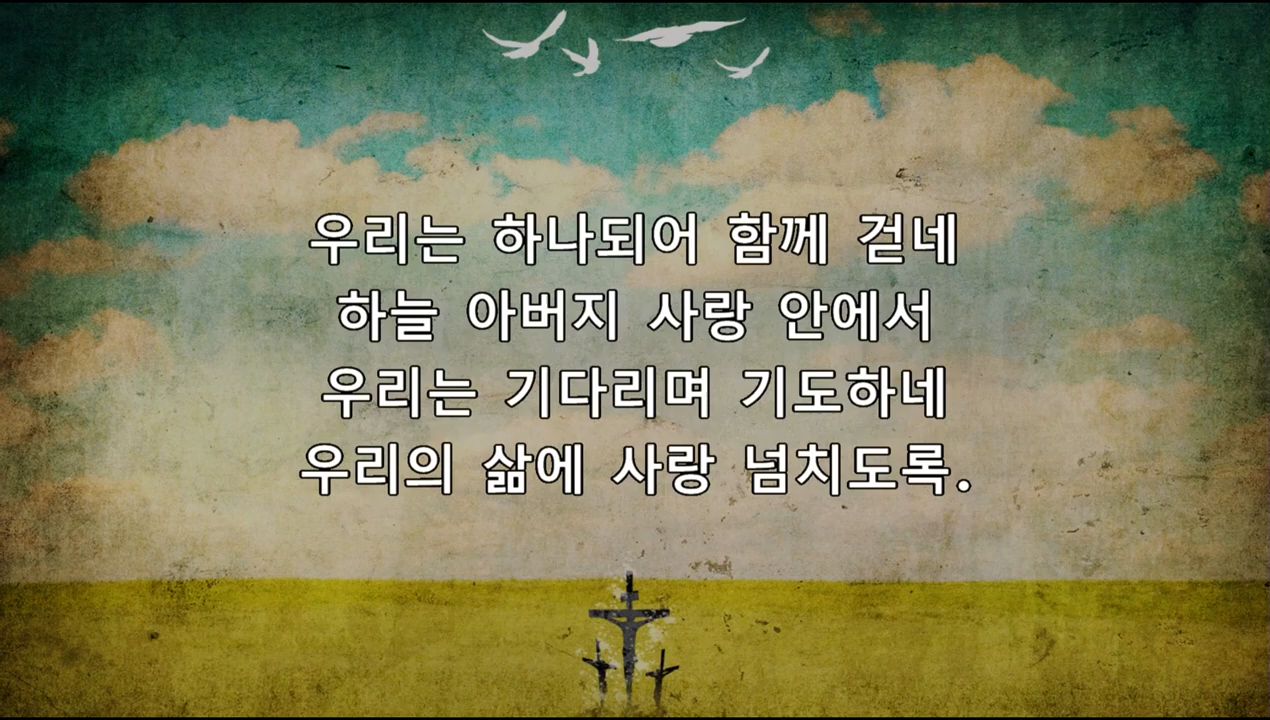 우리는 하나되어 함께 걷네
하늘 아버지 사랑 안에서
우리는 기다리며 기도하네
우리의 삶에 사랑 넘치도록.